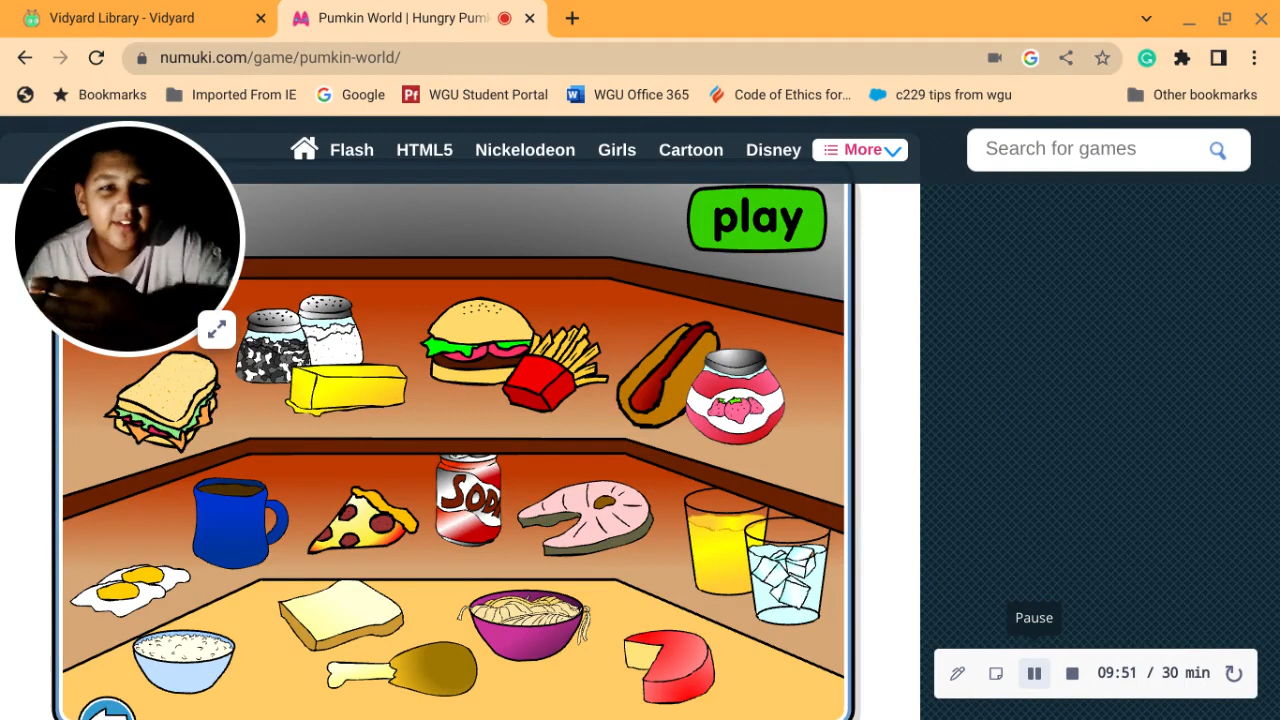 Vidyard Library - Vidyard
Pumkin World | Hungry Pumk
numuki.com/game/pumkin-world/
Bookmarks Imported From IE Google WGU Student Portal WGU Office 365 Code of Ethics for... c229 tips from wgu Other bookmarks
Flash HTML5 Nickelodeon Girls Cartoon Disney More
Search for games
play
SODA
Pause
09:51 / 30 min